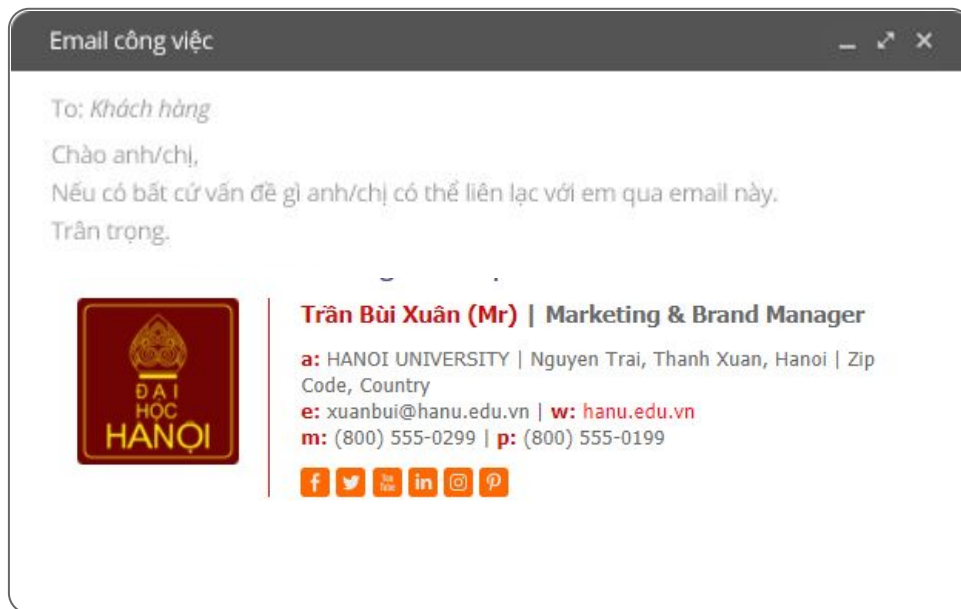 Email công việc
To: Khách hàng
Chào anh/chị,
Nếu có bất cứ vấn đề gì anh/chị có thể liên lạc với em qua email này.
Trân trọng.
ĐẠI
HỌC
HÀNỘI
Trần Bùi Xuân (Mr) | Marketing & Brand Manager
a: HANOI UNIVERSITY | Nguyen Trai, Thanh Xuan, Hanoi | Zip
Code, Country
e: xuanbui@hanu.edu.vn | w: hanu.edu.vn
m: (800) 555-0299 | p: (800) 555-0199